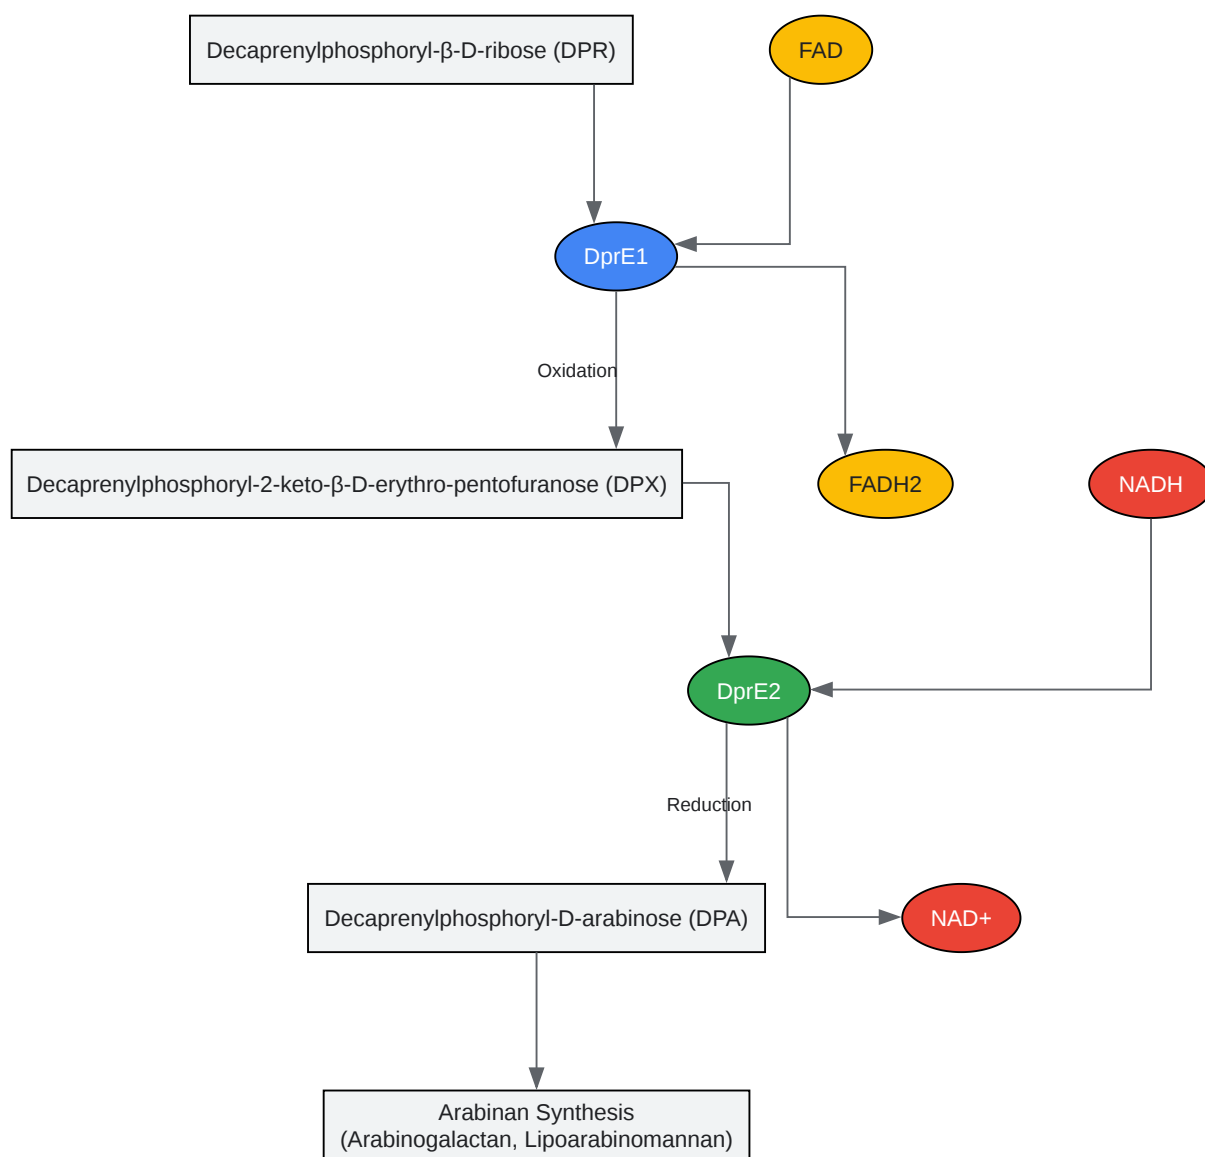 Decaprenylphosphoryl-β-D-ribose (DPR)
FAD
DprE1
Oxidation
Decaprenylphosphoryl-2-keto-β-D-erythro-pentofuranose (DPX)
FADH2
NADH
DprE2
Reduction
Decaprenylphosphoryl-D-arabinose (DPA)
NAD+
Arabinan Synthesis
(Arabinogalactan, Lipoarabinomannan)